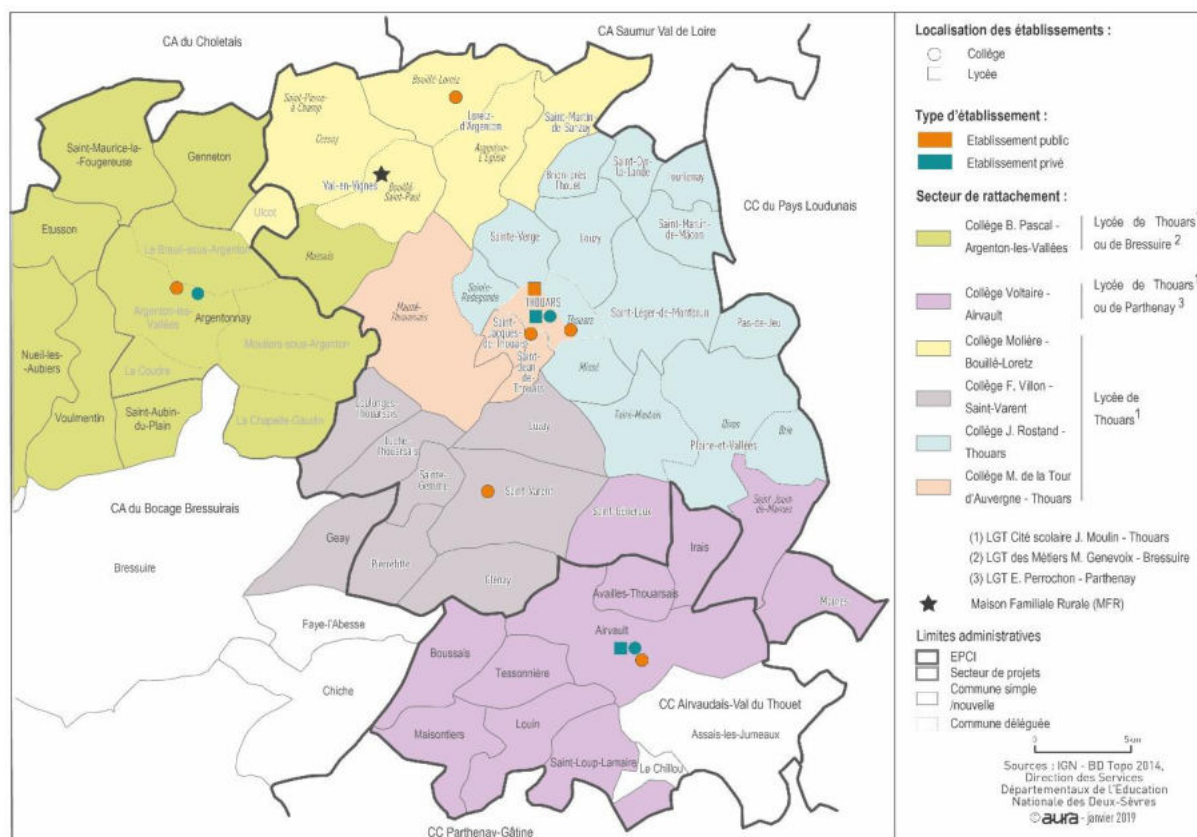 CA du Choletais
CA Saumur Val de Loire
Bouillé-Loretz
Saint-Pierre-
à-Champ
Loretz-
d'Argenton
Saint-Martin
de-Sanzay
Cersay
Argenton-
L'Église
Saint-Maurice-la-
-Fougereuse
Genneton
Saint-Cyr-
la-Lande
Brion-près
Thouet
Tourtenay
Val-en-Vignes
Bouillé-
Saint-Paul
CC du Pays Loudunais
Ulcot
Saint-Martin-
de-Mâcon
Etusson
Sainte-Verge
Louzy
Le Breuil-sous-Argenton
Massais
Sainte-
Radegonde
THOUARS
Argenton-les-
Vallées
Argentonnay
Mauzé-
Thouarsais
Saint-Léger-de-Montbrun
Thouars
Pas-de-Jeu
Saint-
Jacques-
de-Thouars
Moutiers-sous-Argenton
Nueil-les-
Aubiers
La Coudre
Saint-
Jean-de-
Thouars
Missé
Voulmentin
Saint-Aubin-
du-Plain
La Chapelle-Gaudin
Coulonges-
Thouarsais
Taizé-Maulais
Oiron
Luzay
Brie
Plaine-et-Vallées
Luché-
Thouarsais
Sainte-
Gemme
Saint-Varent
Saint Jouin
de-Marnes
CA du Bocage Bressuirais
Saint-Généroux
Geay
Irais
Bressuire
Pierrefitte
Glénay
Availles-Thouarsais
Marnes
Faye-l'Abesse
Airvault
Boussais
Tessonnière
Chiche
CC Airvaudais-Val du Thouet
Louin
Assais-les-Jumeaux
Maisontiers
Saint-Loup-Lamaire
Le Chillou
CC Parthenay-Gâtine
Localisation des établissements :
Collège
Lycée
Type d'établissement :
Etablissement public
Etablissement privé
Secteur de rattachement :
Collège B. Pascal -
Argenton-les-Vallées
Lycée de Thouars
ou de Bressuire 2
Collège Voltaire -
Airvault
Lycée de Thouars 1
ou de Parthenay 3
Collège Molière -
Bouillé-Loretz
Collège F. Villon -
Saint-Varent
Lycée de
Thouars 1
Collège J. Rostand -
Thouars
Collège M. de la Tour
d'Auvergne - Thouars
(1) LGT Cité scolaire J. Moulin - Thouars
(2) LGT des Métiers M. Genevoix - Bressuire
(3) LGT E. Perrochon - Parthenay
Maison Familiale Rurale (MFR)
Limites administratives
EPCI
Secteur de projets
Commune simple
/nouvelle
Commune déléguée
0 5km
Sources : IGN - BD Topo 2014,
Direction des Services
Départementaux de l'Education
Nationale des Deux-Sèvres
© aura - janvier 2019